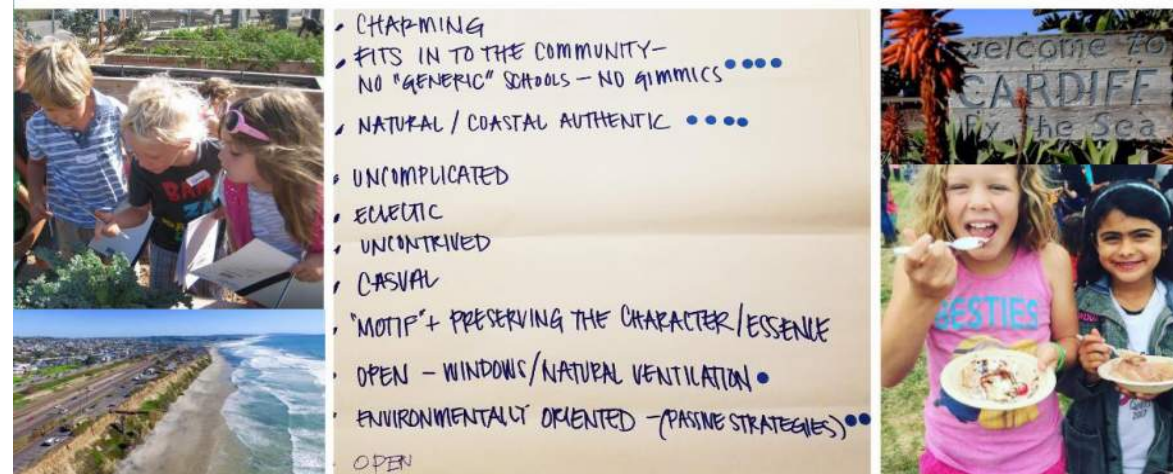 • CHARMING
• FITS IN TO THE COMMUNITY—
NO "GENERIC" SCHOOLS — NO GIMMICS
• NATURAL / COASTAL AUTHENTIC
• UNCOMPLICATED
• ECLECTIC
• UNCONTRIVED
• CASUAL
• "MOTIF" + PRESERVING THE CHARACTER/ESSENCE
• OPEN — WINDOWS/NATURAL VENTILATION
• ENVIRONMENTALLY ORIENTED — (PASSIVE STRATEGIES)
OPEN
welcome to
CARDIFF
By the Sea
BESTIES